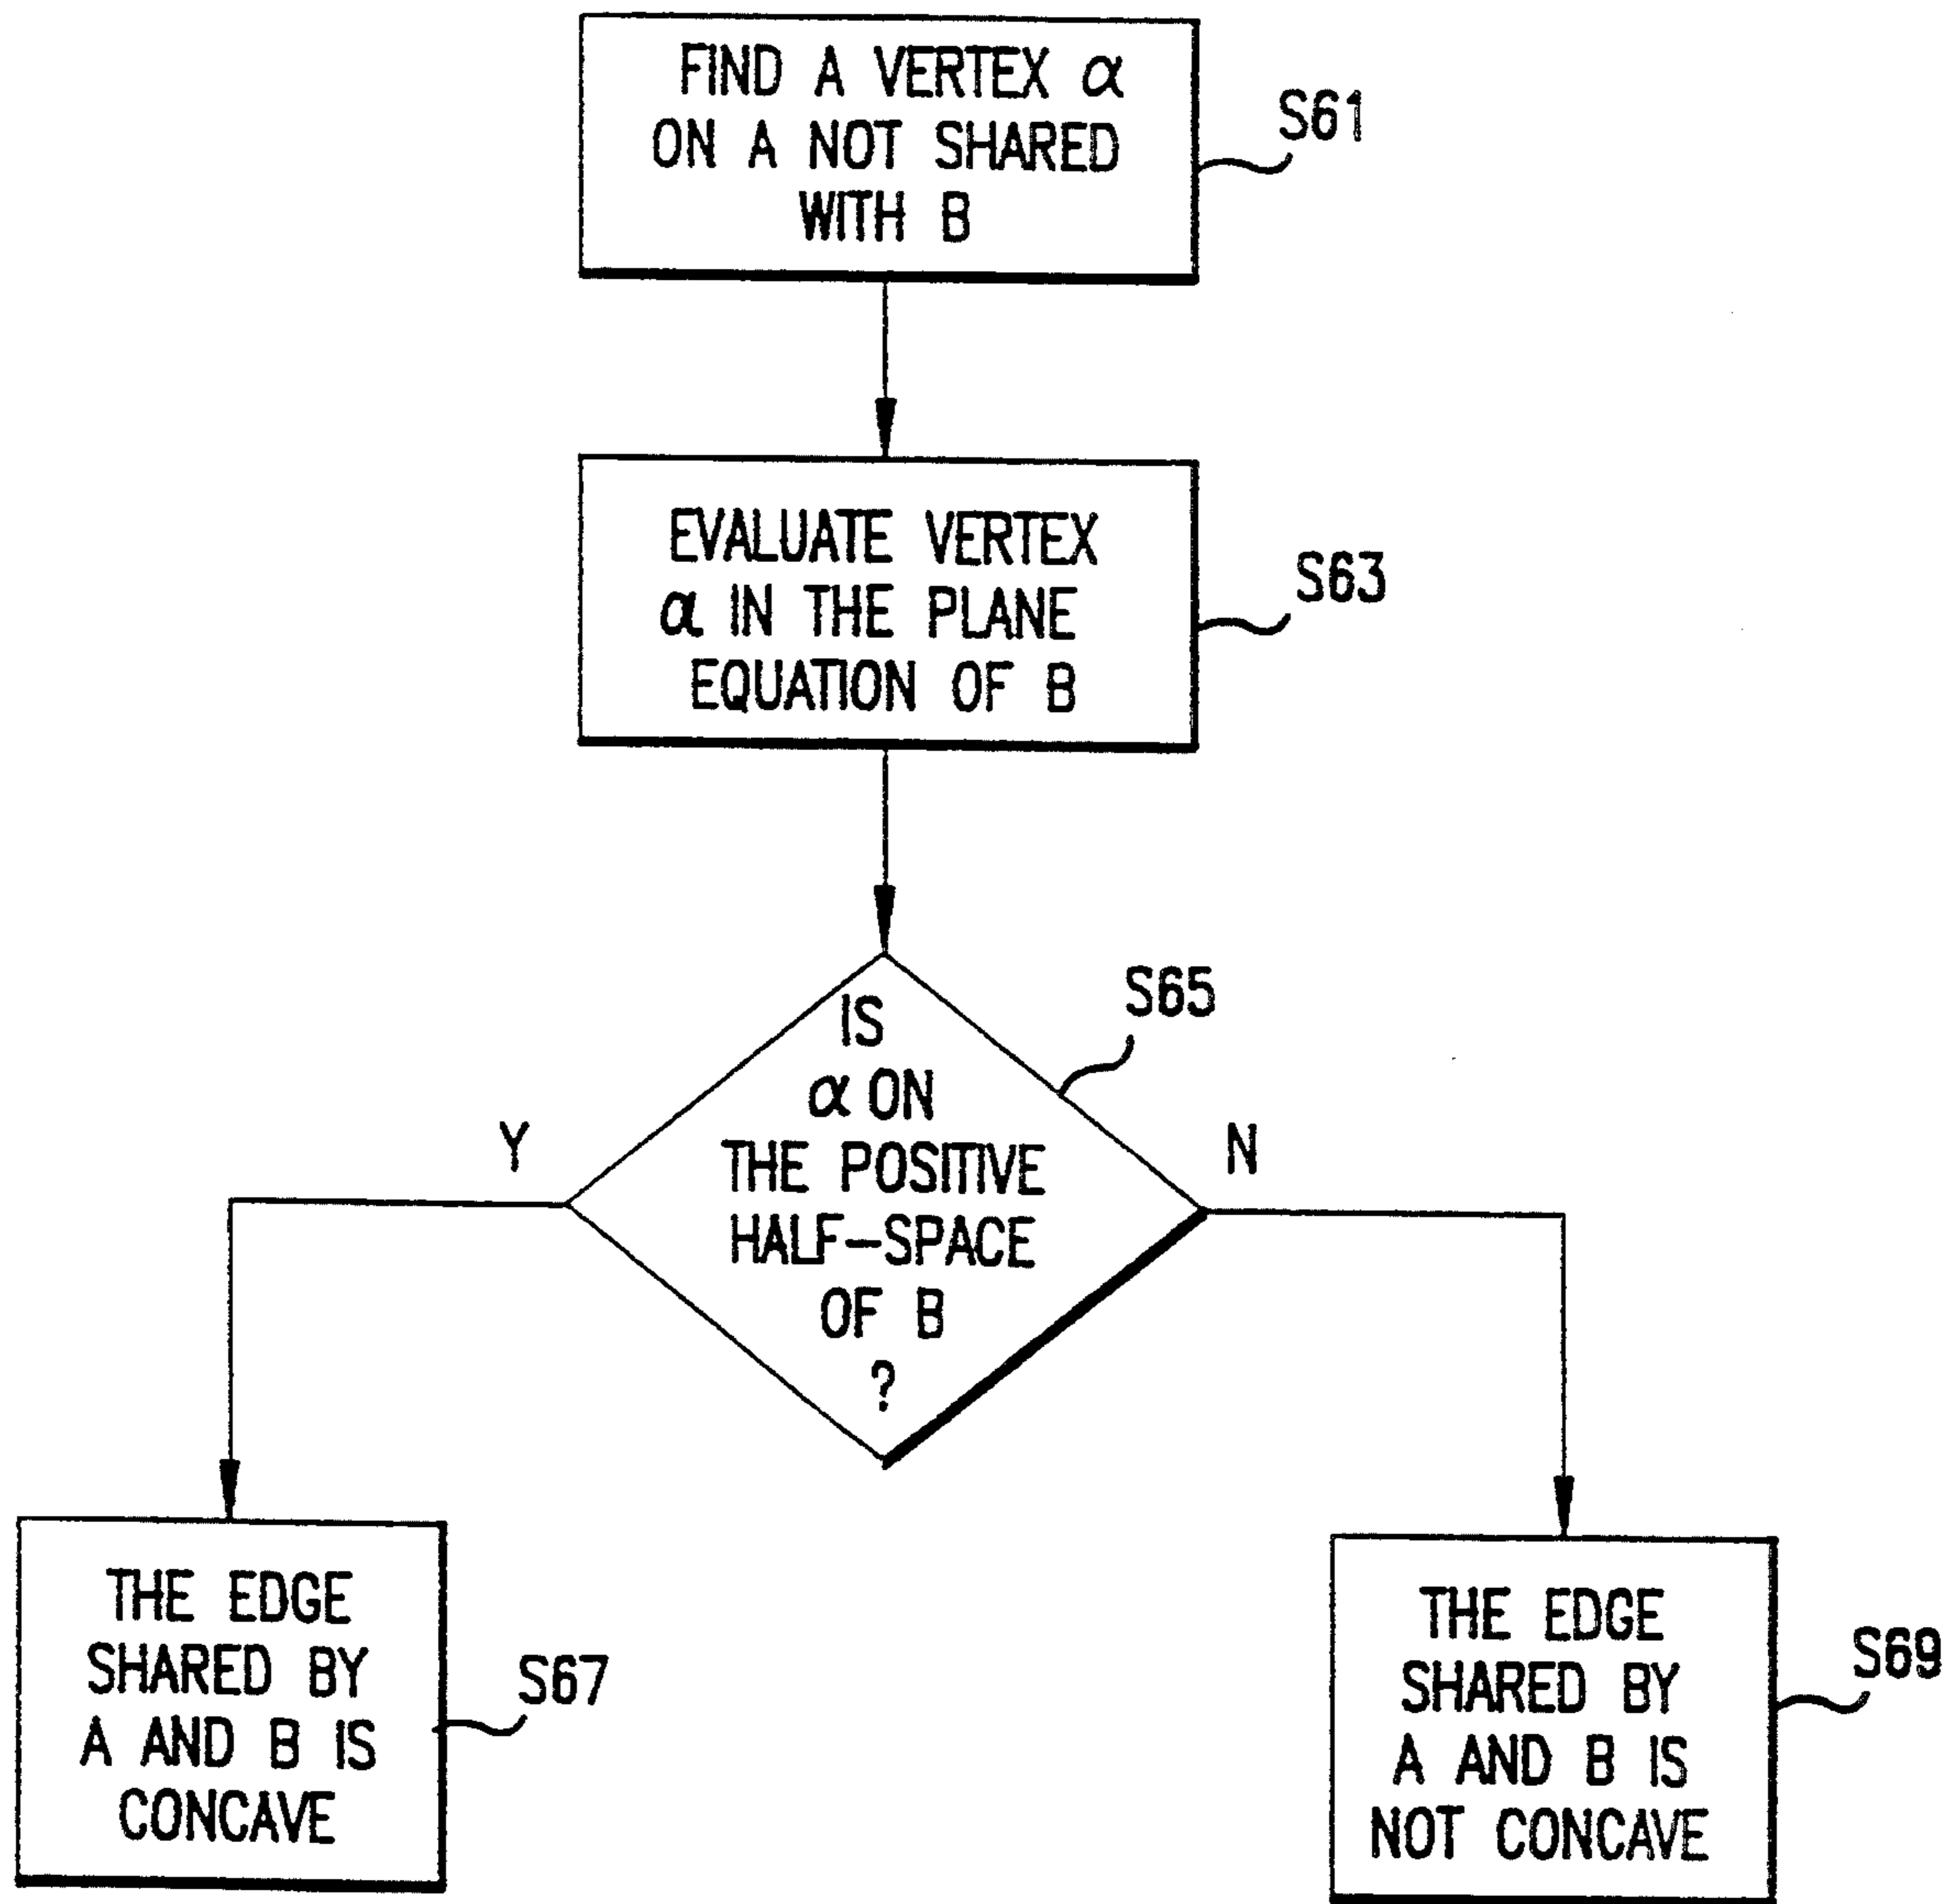 FIND A VERTEX α
ON A NOT SHARED
WITH B
S61
EVALUATE VERTEX
α IN THE PLANE
EQUATION OF B
S63
IS
α ON
THE POSITIVE
HALF-SPACE
OF B
?
S65
Y
N
THE EDGE
SHARED BY
A AND B IS
CONCAVE
S67
THE EDGE
SHARED BY
A AND B IS
NOT CONCAVE
S69